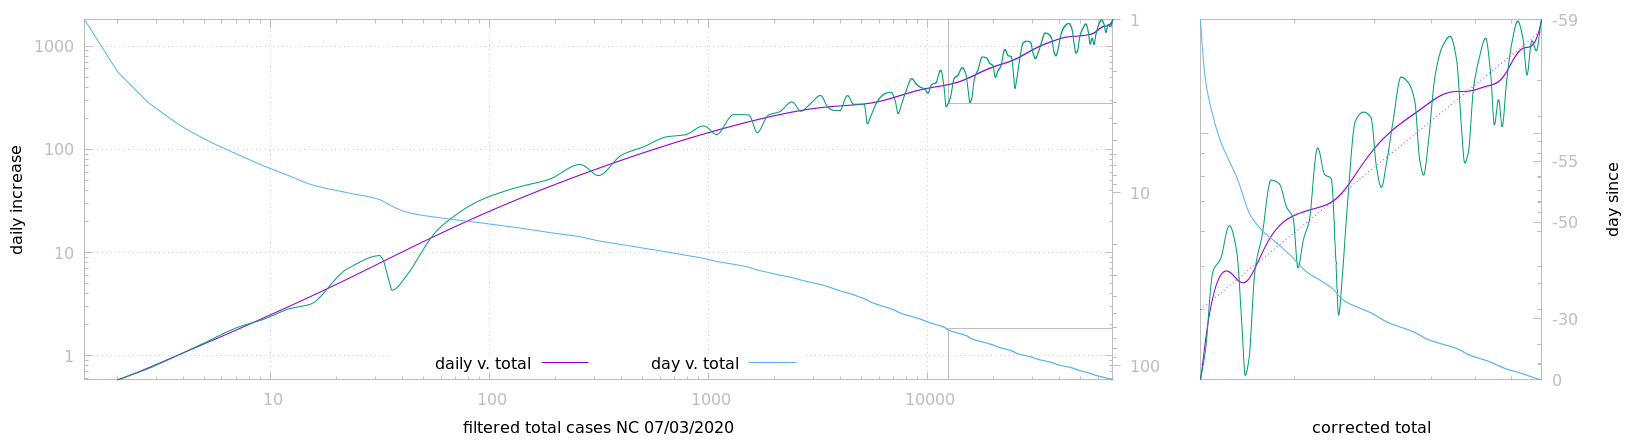 1000
100
10
1
daily increase
daily v. total
day v. total
10
100
1000
10000
filtered total cases NC 07/03/2020
1
10
100
-59
-55
-50
-30
0
day since
corrected total